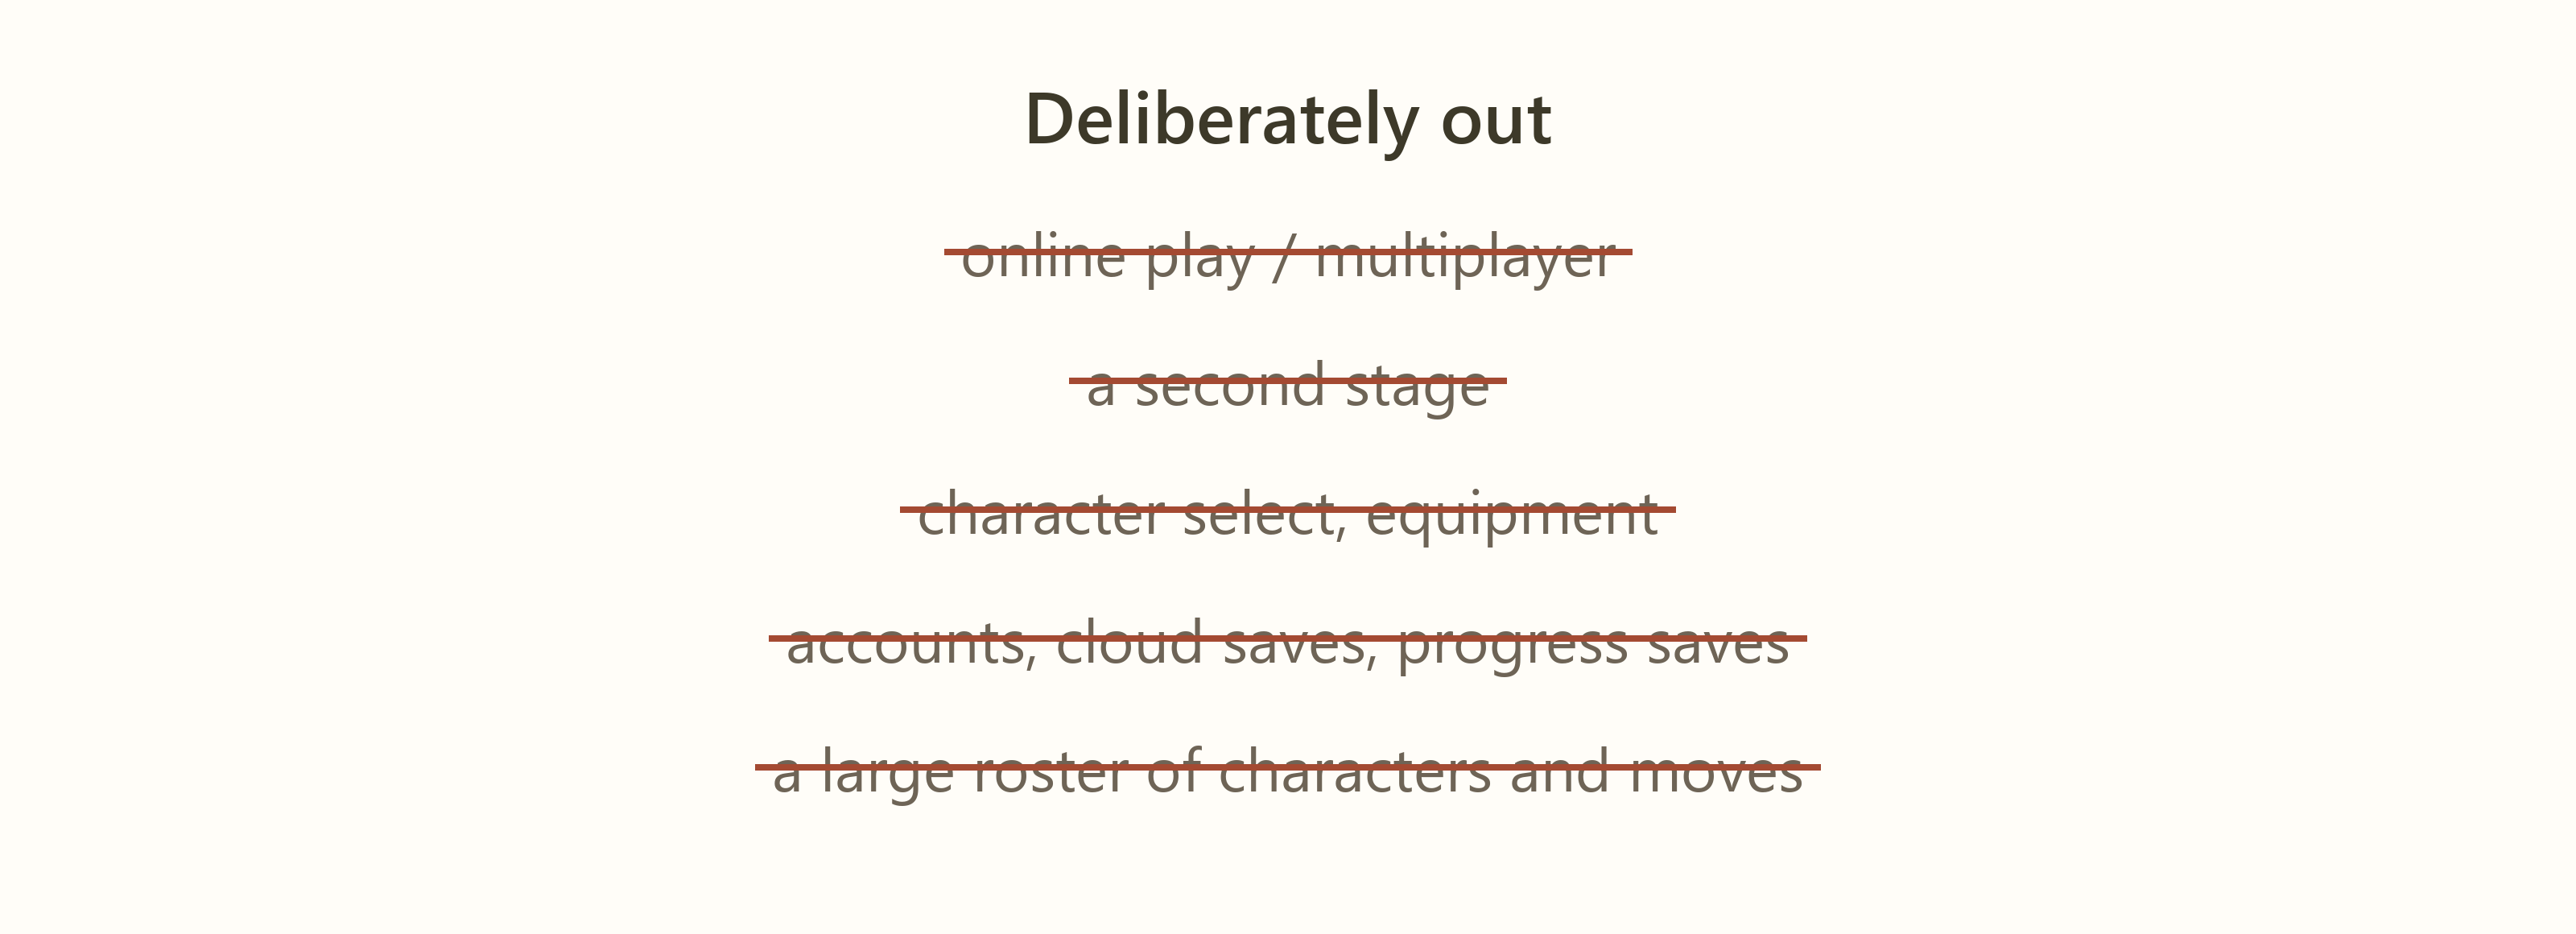 Deliberately out
online play / multiplayer
a second stage
character select, equipment
accounts, cloud saves, progress saves
a large roster of characters and moves